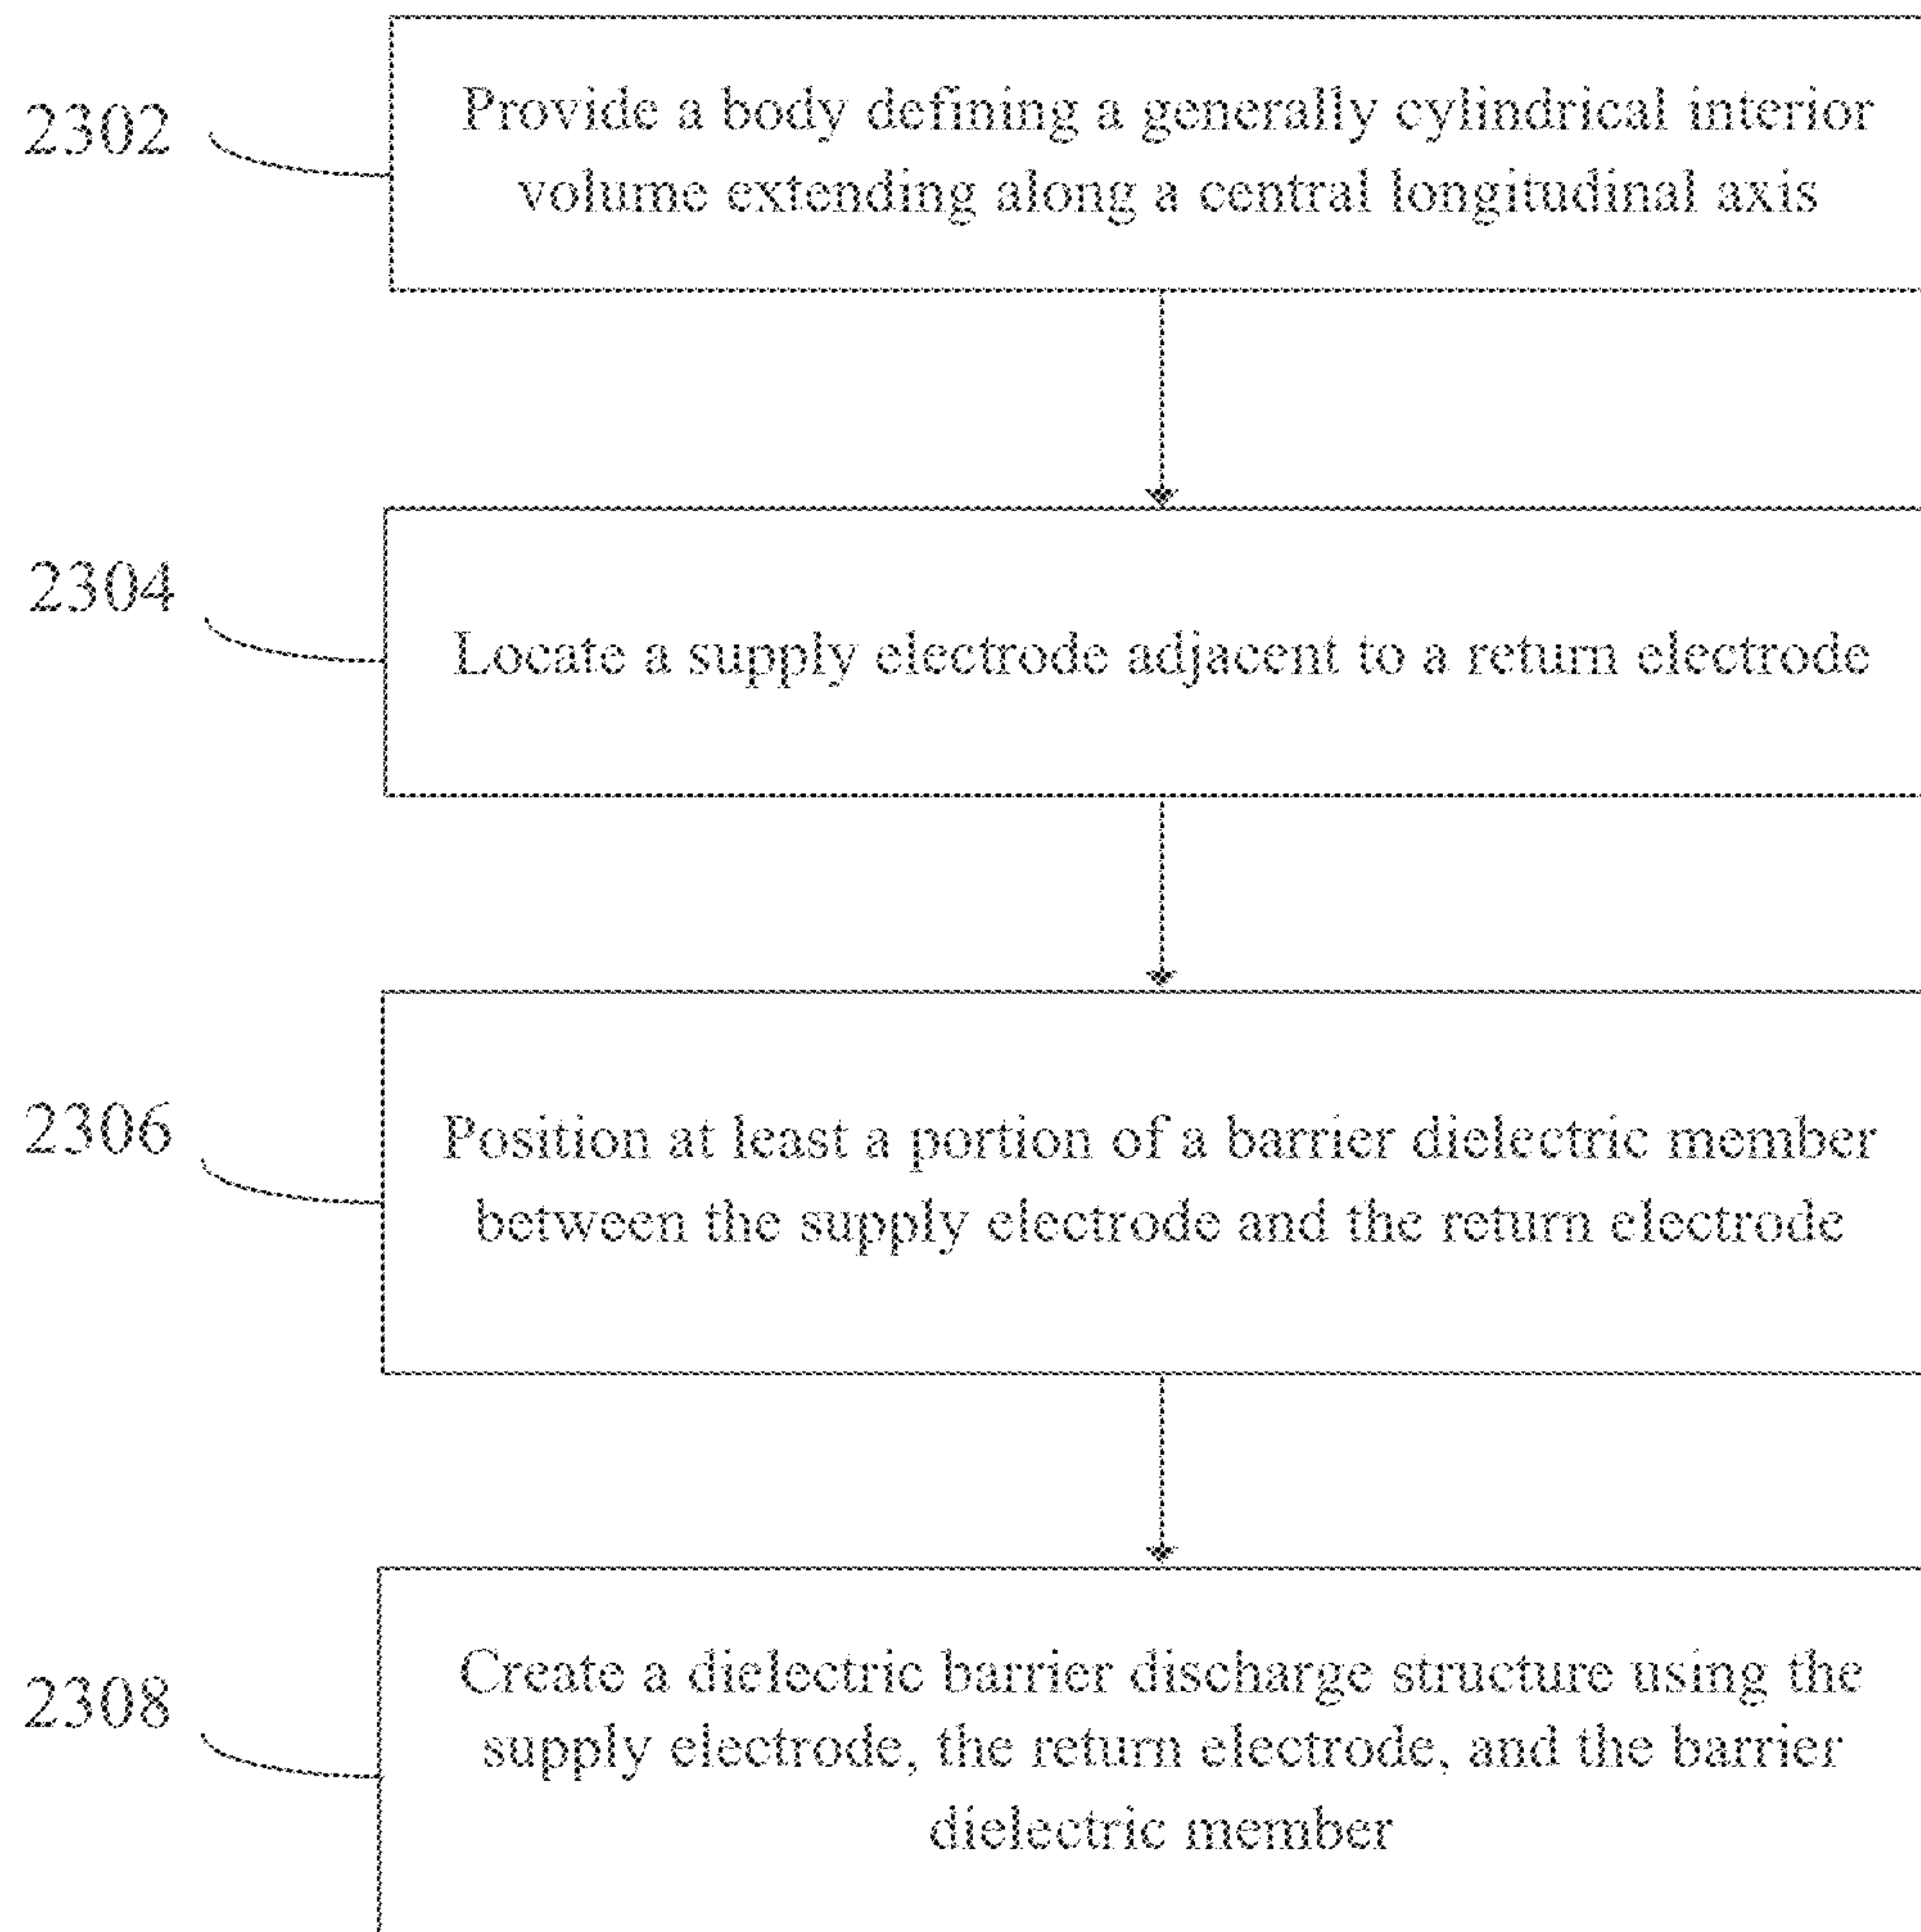 2302
Provide a body defining a generally cylindrical interior
volume extending along a central longitudinal axis
2304
Locate a supply electrode adjacent to a return electrode
2306
Position at least a portion of a barrier dielectric member
between the supply electrode and the return electrode
2308
Create a dielectric barrier discharge structure using the
supply electrode, the return electrode, and the barrier
dielectric member